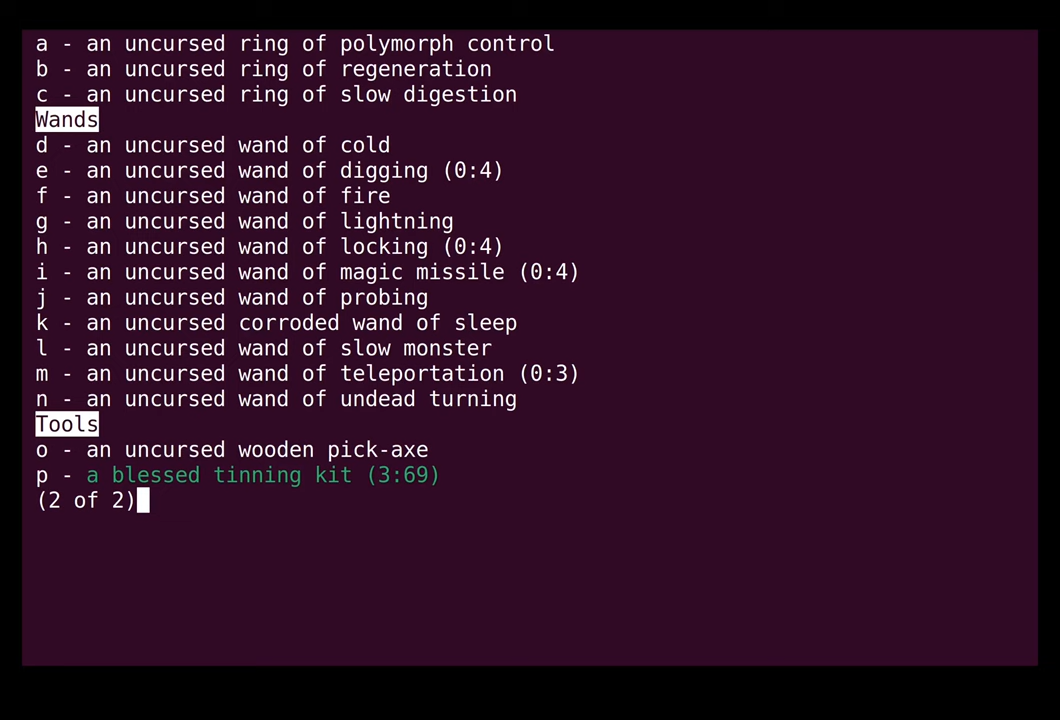 a - an uncursed ring of polymorph control
b - an uncursed ring of regeneration
c - an uncursed ring of slow digestion
Wands
d - an uncursed wand of cold
e - an uncursed wand of digging (0:4)
f - an uncursed wand of fire
g - an uncursed wand of lightning
h - an uncursed wand of locking (0:4)
i - an uncursed wand of magic missile (0:4)
j - an uncursed wand of probing
k - an uncursed corroded wand of sleep
l - an uncursed wand of slow monster
m - an uncursed wand of teleportation (0:3)
n - an uncursed wand of undead turning
Tools
o - an uncursed wooden pick-axe
p - a blessed tinning kit (3:69)
(2 of 2)